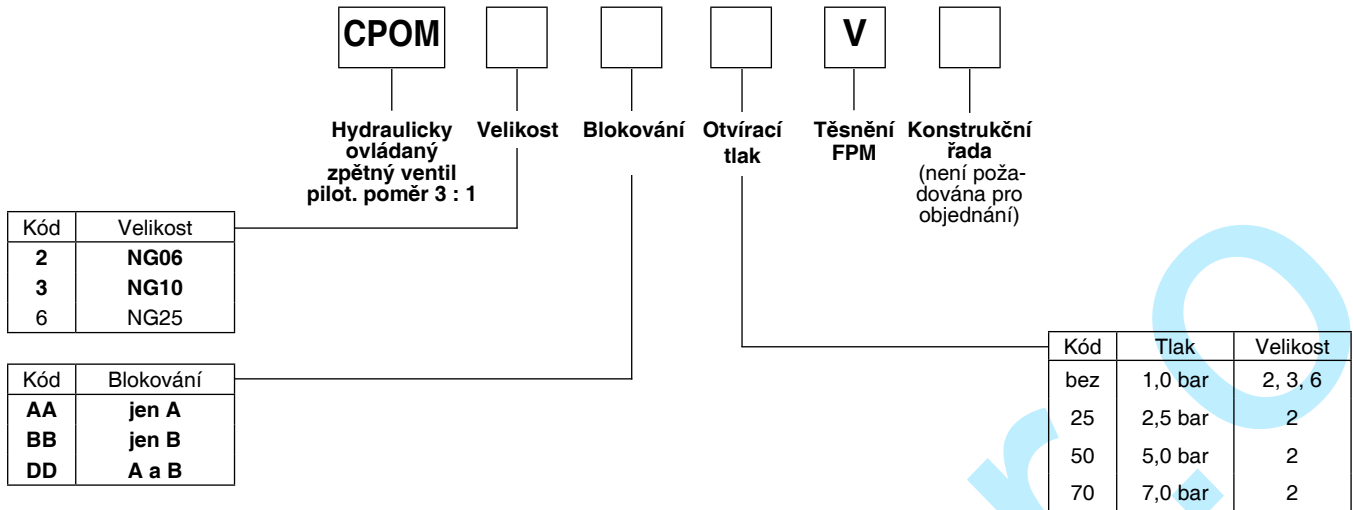 CPOM V
Hydraulicky
ovládaný
zpětný ventil
pilot. poměr 3 : 1
Velikost
Blokování
Otvírací
tlak
Těsnění
FPM
Konstrukční
řada
(není poža-
dována pro
objednání)
Kód Velikost
2 NG06
3 NG10
6 NG25
Kód Blokování
AA jen A
BB jen B
DD A a B
Kód Tlak Velikost
bez 1,0 bar 2, 3, 6
25 2,5 bar 2
50 5,0 bar 2
70 7,0 bar 2